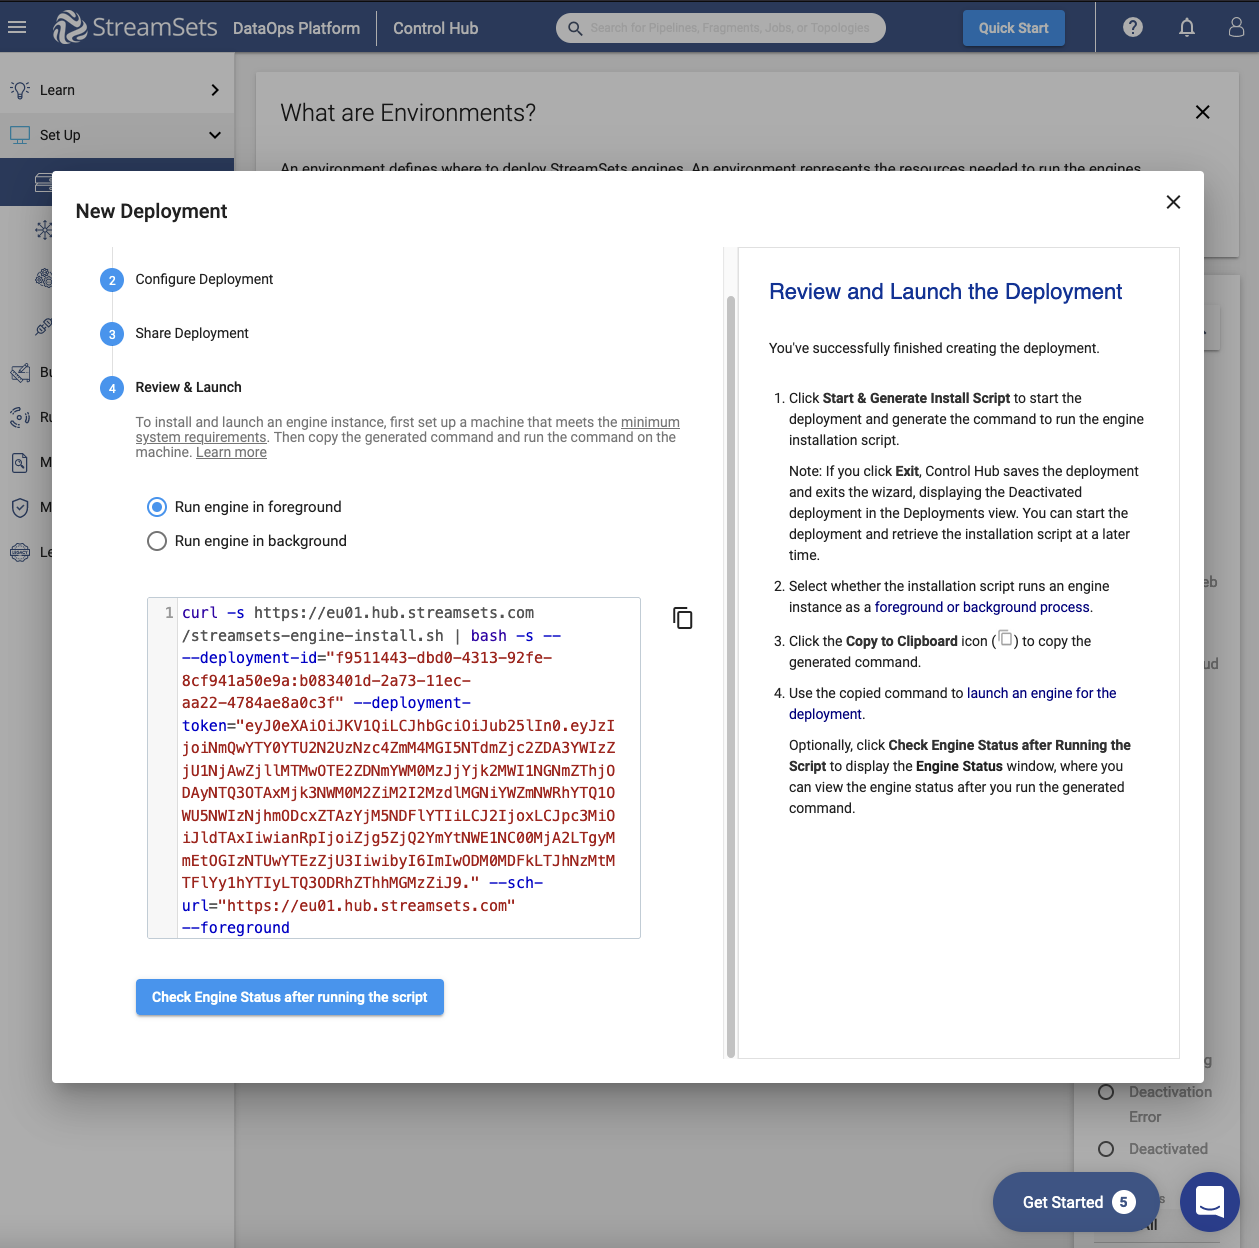 StreamSets DataOps Platform Control Hub
Search for Pipelines, Fragments, Jobs, or Topologies
Quick Start
Learn
Set Up
What are Environments?
An environment defines where to deploy StreamSets engines. An environment represents the resources needed to run the engines.
New Deployment
2 Configure Deployment
3 Share Deployment
4 Review & Launch
To install and launch an engine instance, first set up a machine that meets the minimum
system requirements. Then copy the generated command and run the command on the
machine. Learn more
Run engine in foreground
Run engine in background
1 curl -s https://eu01.hub.streamsets.com
/streamsets-engine-install.sh | bash -s --
--deployment-id="f9511443-dbd0-4313-92fe-
8cf941a50e9a:b083401d-2a73-11ec-
aa22-4784ae8a0c3f" --deployment-
token="eyJ0eXAiOiJKV1QiLCJhbGciOiJub25lIn0.eyJzI
joiNmQwYTY0YTU2N2UzNzc4ZmM4MGI5NTdmZjc2ZDA3YWIzZ
jU1NjAwZjllMTMwOTE2ZDNmYWM0MzJjYjk2MWI1NGNmZThjO
DAyNTQ3OTAxMjk3NWM0M2ZiM2I2MzdlMGNiYWZmNWRhYTQ1O
WU5NWIzNjhmODcxZTAzYjM5NDFlYTIiLCJ2IjoxLCJpc3MiO
iJldTAxIiwianRpIjoiZjg5ZjQ2YmYtNWE1NC00MjA2LTgyM
mEtOGIzNTUwYTEzZjU3IiwibyI6ImIwODM0MDFkLTJhNzMtM
TFlYy1hYTIyLTQ3ODRhZThhMGMzZiJ9." --sch-
url="https://eu01.hub.streamsets.com"
--foreground
Check Engine Status after running the script
Review and Launch the Deployment
You've successfully finished creating the deployment.
1. Click Start & Generate Install Script to start the
deployment and generate the command to run the engine
installation script.
Note: If you click Exit, Control Hub saves the deployment
and exits the wizard, displaying the Deactivated
deployment in the Deployments view. You can start the
deployment and retrieve the installation script at a later
time.
2. Select whether the installation script runs an engine
instance as a foreground or background process.
3. Click the Copy to Clipboard icon ( ) to copy the
generated command.
4. Use the copied command to launch an engine for the
deployment.
Optionally, click Check Engine Status after Running the
Script to display the Engine Status window, where you
can view the engine status after you run the generated
command.
Deactivation
Error
Deactivated
Get Started 5